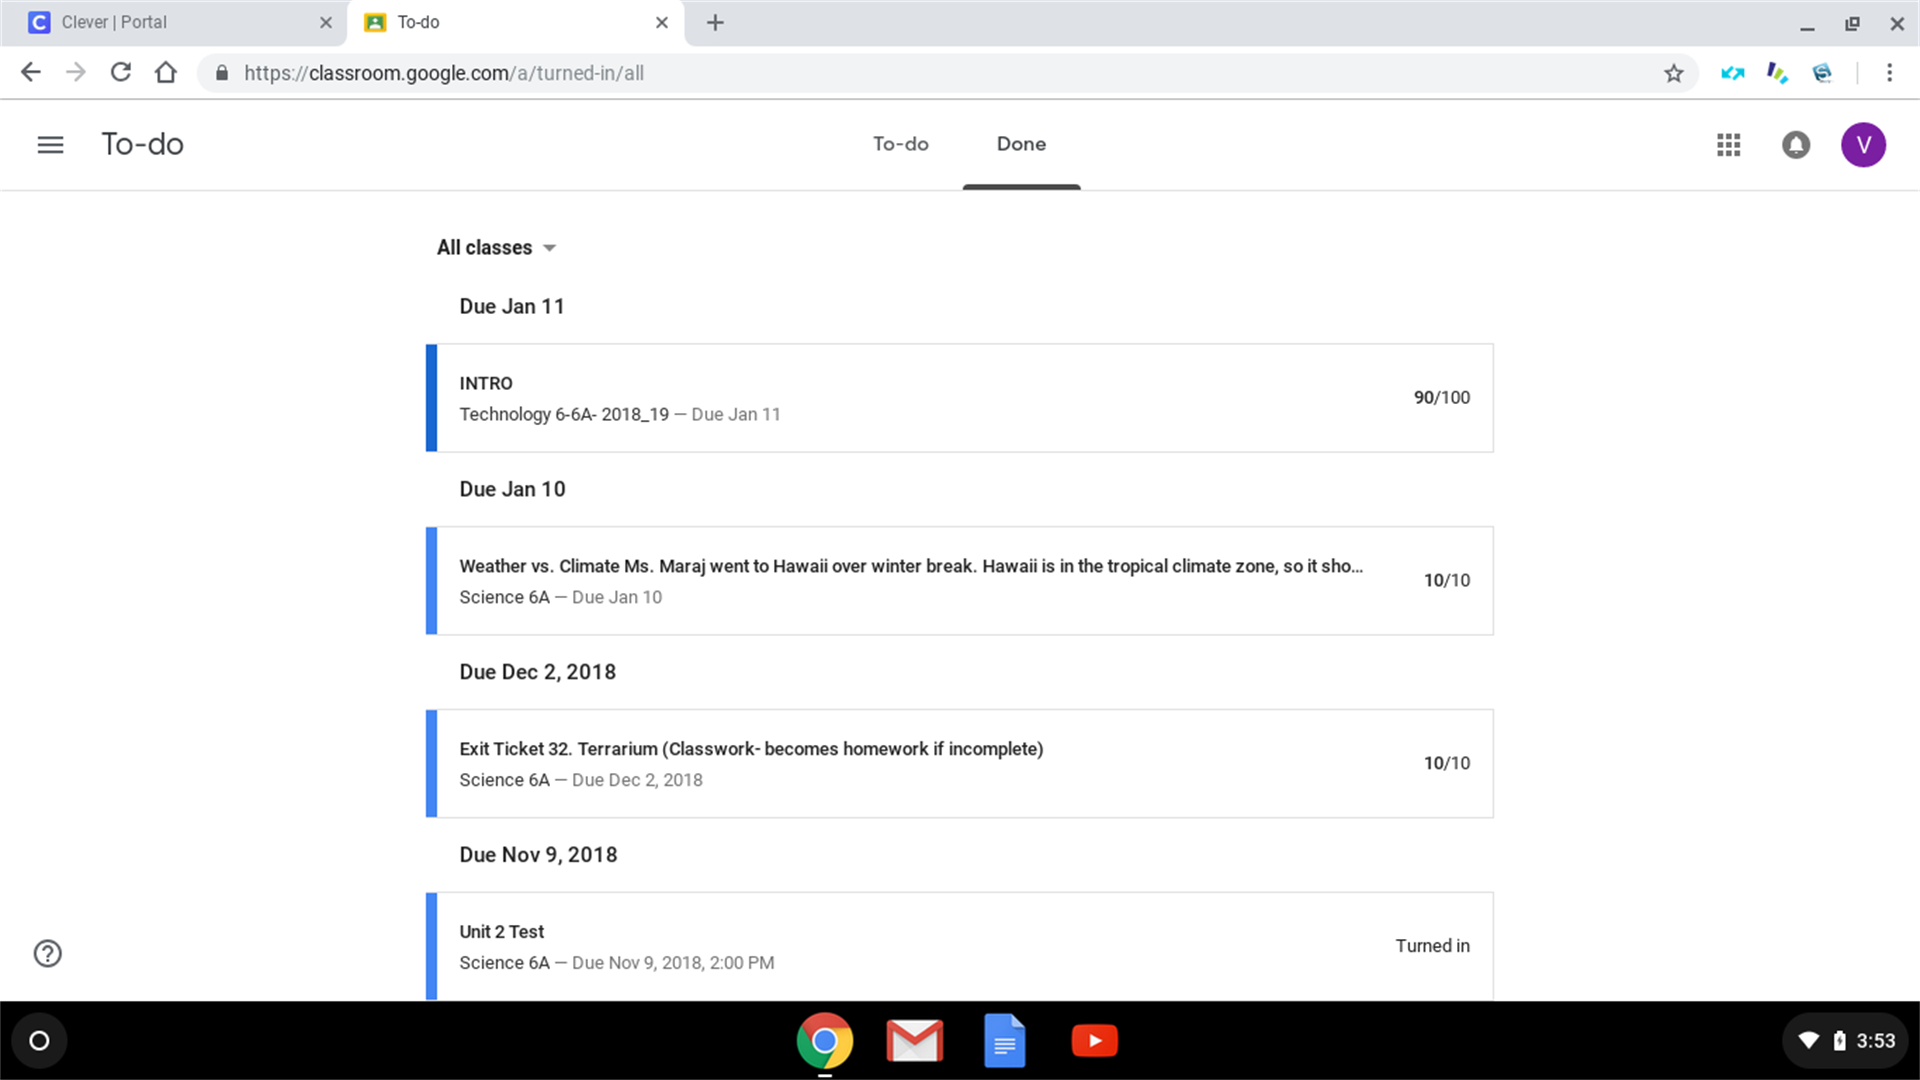 Clever | Portal
To-do
https://classroom.google.com/a/turned-in/all
To-do
To-do
Done
V
All classes
Due Jan 11
INTRO
Technology 6-6A- 2018_19 — Due Jan 11
90/100
Due Jan 10
Weather vs. Climate Ms. Maraj went to Hawaii over winter break. Hawaii is in the tropical climate zone, so it sho...
Science 6A — Due Jan 10
10/10
Due Dec 2, 2018
Exit Ticket 32. Terrarium (Classwork- becomes homework if incomplete)
Science 6A — Due Dec 2, 2018
10/10
Due Nov 9, 2018
Unit 2 Test
Science 6A — Due Nov 9, 2018, 2:00 PM
Turned in
3:53